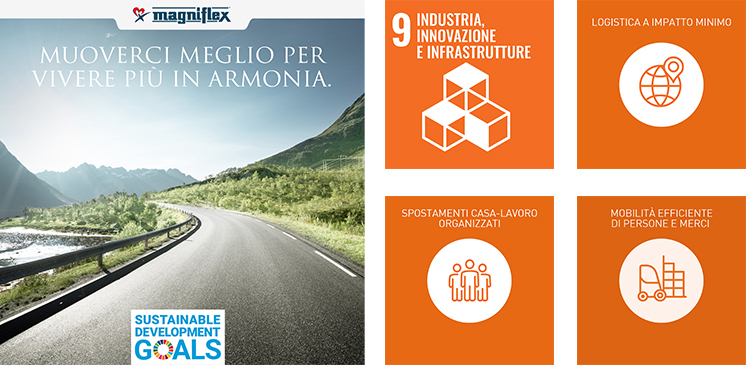 magniflex
MUOVERCI MEGLIO PER
VIVERE PIÙ IN ARMONIA.
SUSTAINABLE
DEVELOPMENT
GOALS
9 INDUSTRIA,
INNOVAZIONE
E INFRASTRUTTURE
LOGISTICA A IMPATTO MINIMO
SPOSTAMENTI CASA-LAVORO
ORGANIZZATI
MOBILITÀ EFFICIENTE
DI PERSONE E MERCI